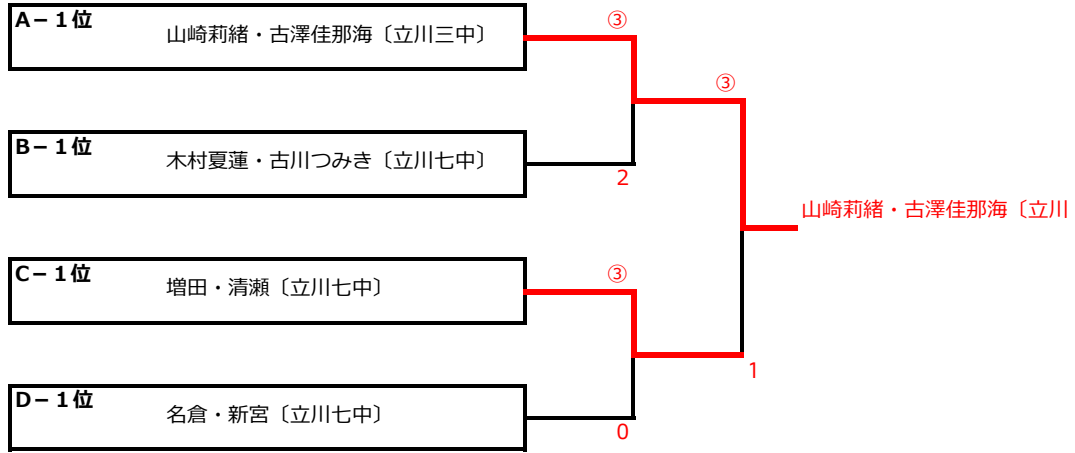 A－1位
山崎莉緒・古澤佳那海〔立川三中〕
③
③
B－1位
木村夏蓮・古川つみき〔立川七中〕
2
山崎莉緒・古澤佳那海〔立川
C－1位
増田・清瀬〔立川七中〕
③
1
D－1位
名倉・新宮〔立川七中〕
0